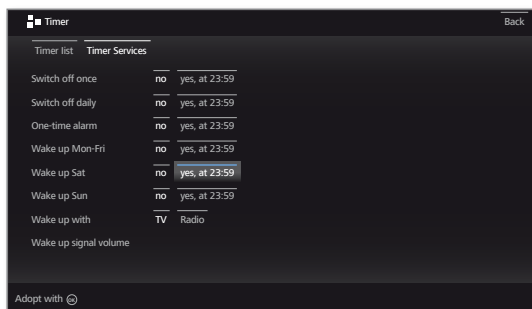 Timer Back
Timer list Timer Services
Switch off once no yes, at 23:59
Switch off daily no yes, at 23:59
One-time alarm no yes, at 23:59
Wake up Mon-Fri no yes, at 23:59
Wake up Sat no yes, at 23:59
Wake up Sun no yes, at 23:59
Wake up with TV Radio
Wake up signal volume
Adopt with OK